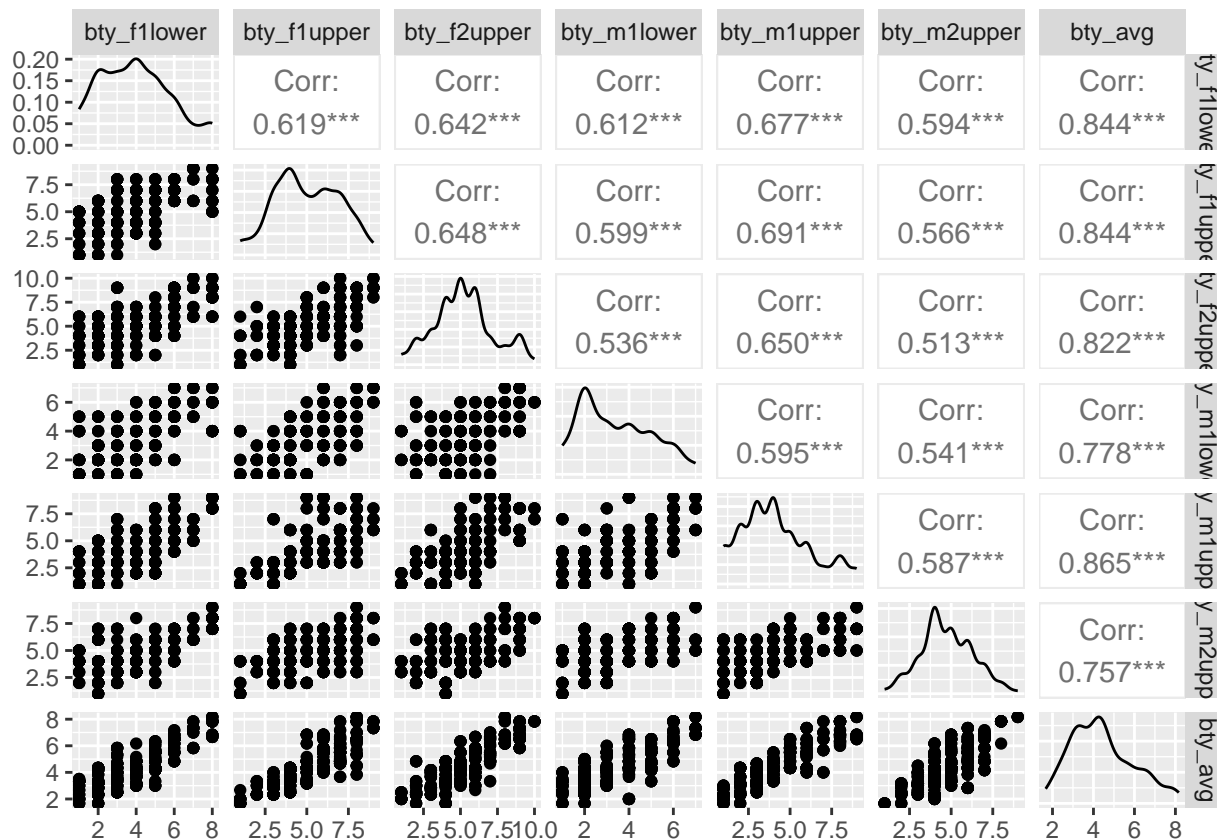 bty_f1lower bty_f1upper bty_f2upper bty_m1lower bty_m1upper bty_m2upper bty_avg
0.20
0.15
0.10
0.05
0.00
Corr: Corr: Corr: Corr: Corr: Corr:
0.619*** 0.642*** 0.612*** 0.677*** 0.594*** 0.844***
ty_f1lowe
7.5
5.0
2.5
Corr: Corr: Corr: Corr: Corr:
0.648*** 0.599*** 0.691*** 0.566*** 0.844***
ty_f1uppe
10.0
7.5
5.0
2.5
Corr: Corr: Corr: Corr:
0.536*** 0.650*** 0.513*** 0.822***
ty_f2uppe
6
4
2
Corr: Corr: Corr:
0.595*** 0.541*** 0.778***
y_m1low
7.5
5.0
2.5
Corr: Corr:
0.587*** 0.865***
y_m1upp
7.5
5.0
2.5
Corr:
0.757***
y_m2upp
8
6
4
2
bty_avg
2 4 6 8 2.5 5.0 7.5 2.5 5.0 7.5 10.0 2 4 6 2.5 5.0 7.5 2.5 5.0 7.5 2 4 6 8